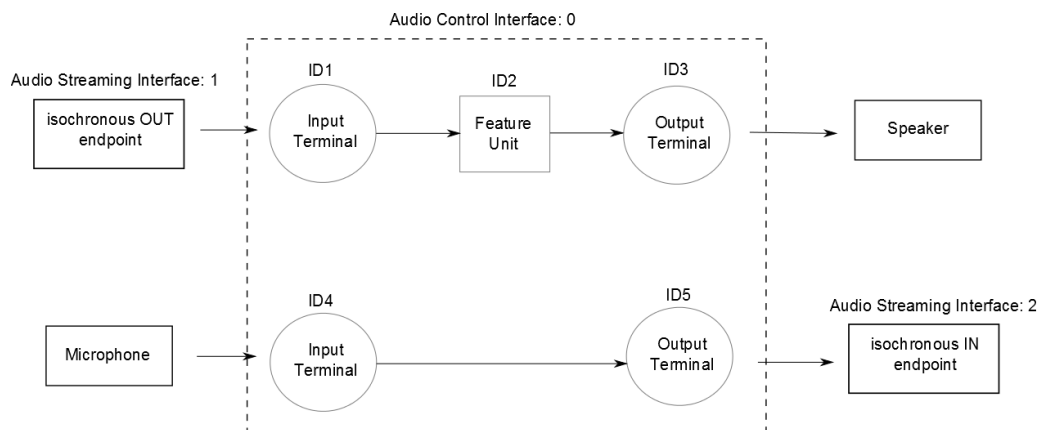 Audio Control Interface: 0
Audio Streaming Interface: 1
isochronous OUT
endpoint
ID1
Input
Terminal
ID2
Feature
Unit
ID3
Output
Terminal
Speaker
Microphone
ID4
Input
Terminal
ID5
Output
Terminal
Audio Streaming Interface: 2
isochronous IN
endpoint